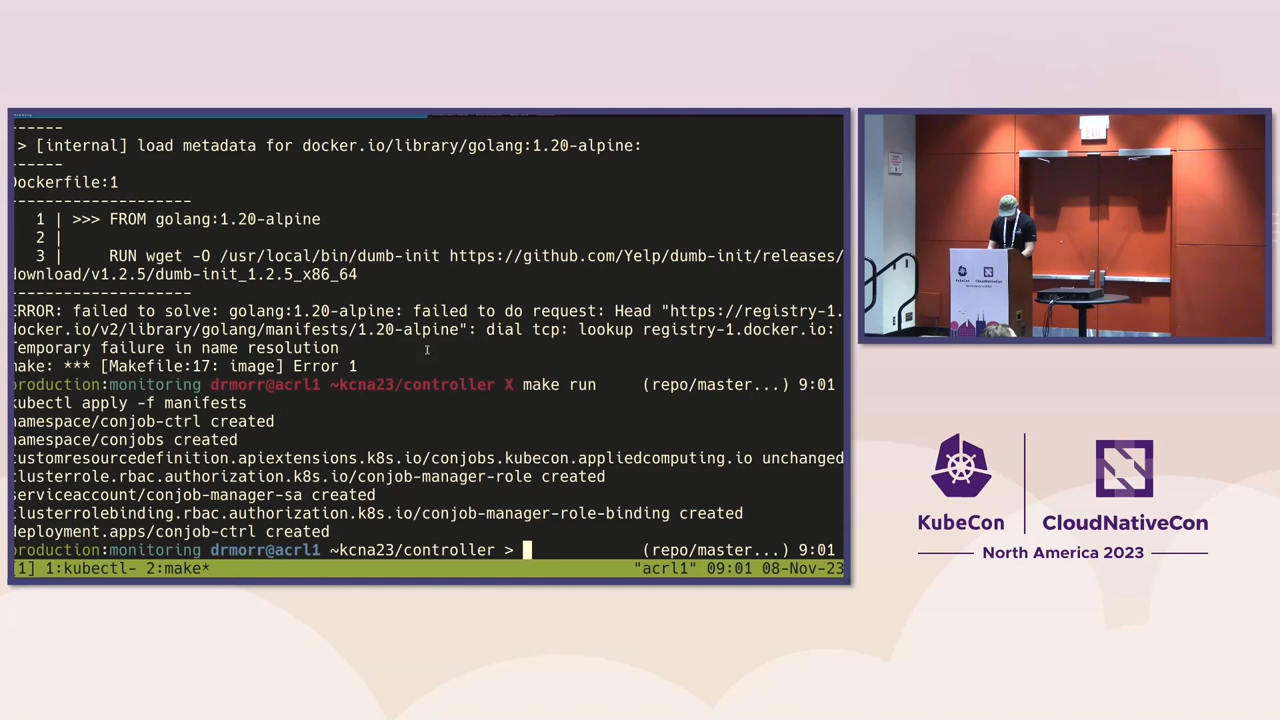 ------
> [internal] load metadata for docker.io/library/golang:1.20-alpine:
------
Dockerfile:1
-------------------
1 | >>> FROM golang:1.20-alpine
2 |
3 |     RUN wget -O /usr/local/bin/dumb-init https://github.com/Yelp/dumb-init/releases/
download/v1.2.5/dumb-init_1.2.5_x86_64
-------------------
ERROR: failed to solve: golang:1.20-alpine: failed to do request: Head "https://registry-1.
docker.io/v2/library/golang/manifests/1.20-alpine": dial tcp: lookup registry-1.docker.io:
Temporary failure in name resolution
make: *** [Makefile:17: image] Error 1
production:monitoring drmorr@acrl1 ~kcna23/controller X make run     (repo/master...) 9:01
kubectl apply -f manifests
namespace/conjob-ctrl created
namespace/conjobs created
customresourcedefinition.apiextensions.k8s.io/conjobs.kubecon.appliedcomputing.io unchanged
clusterrole.rbac.authorization.k8s.io/conjob-manager-role created
serviceaccount/conjob-manager-sa created
clusterrolebinding.rbac.authorization.k8s.io/conjob-manager-role-binding created
deployment.apps/conjob-ctrl created
production:monitoring drmorr@acrl1 ~kcna23/controller >     (repo/master...) 9:01
[1] 1:kubectl- 2:make*     "acrl1" 09:01 08-Nov-23
KubeCon
CloudNativeCon
KubeCon
CloudNativeCon
North America 2023